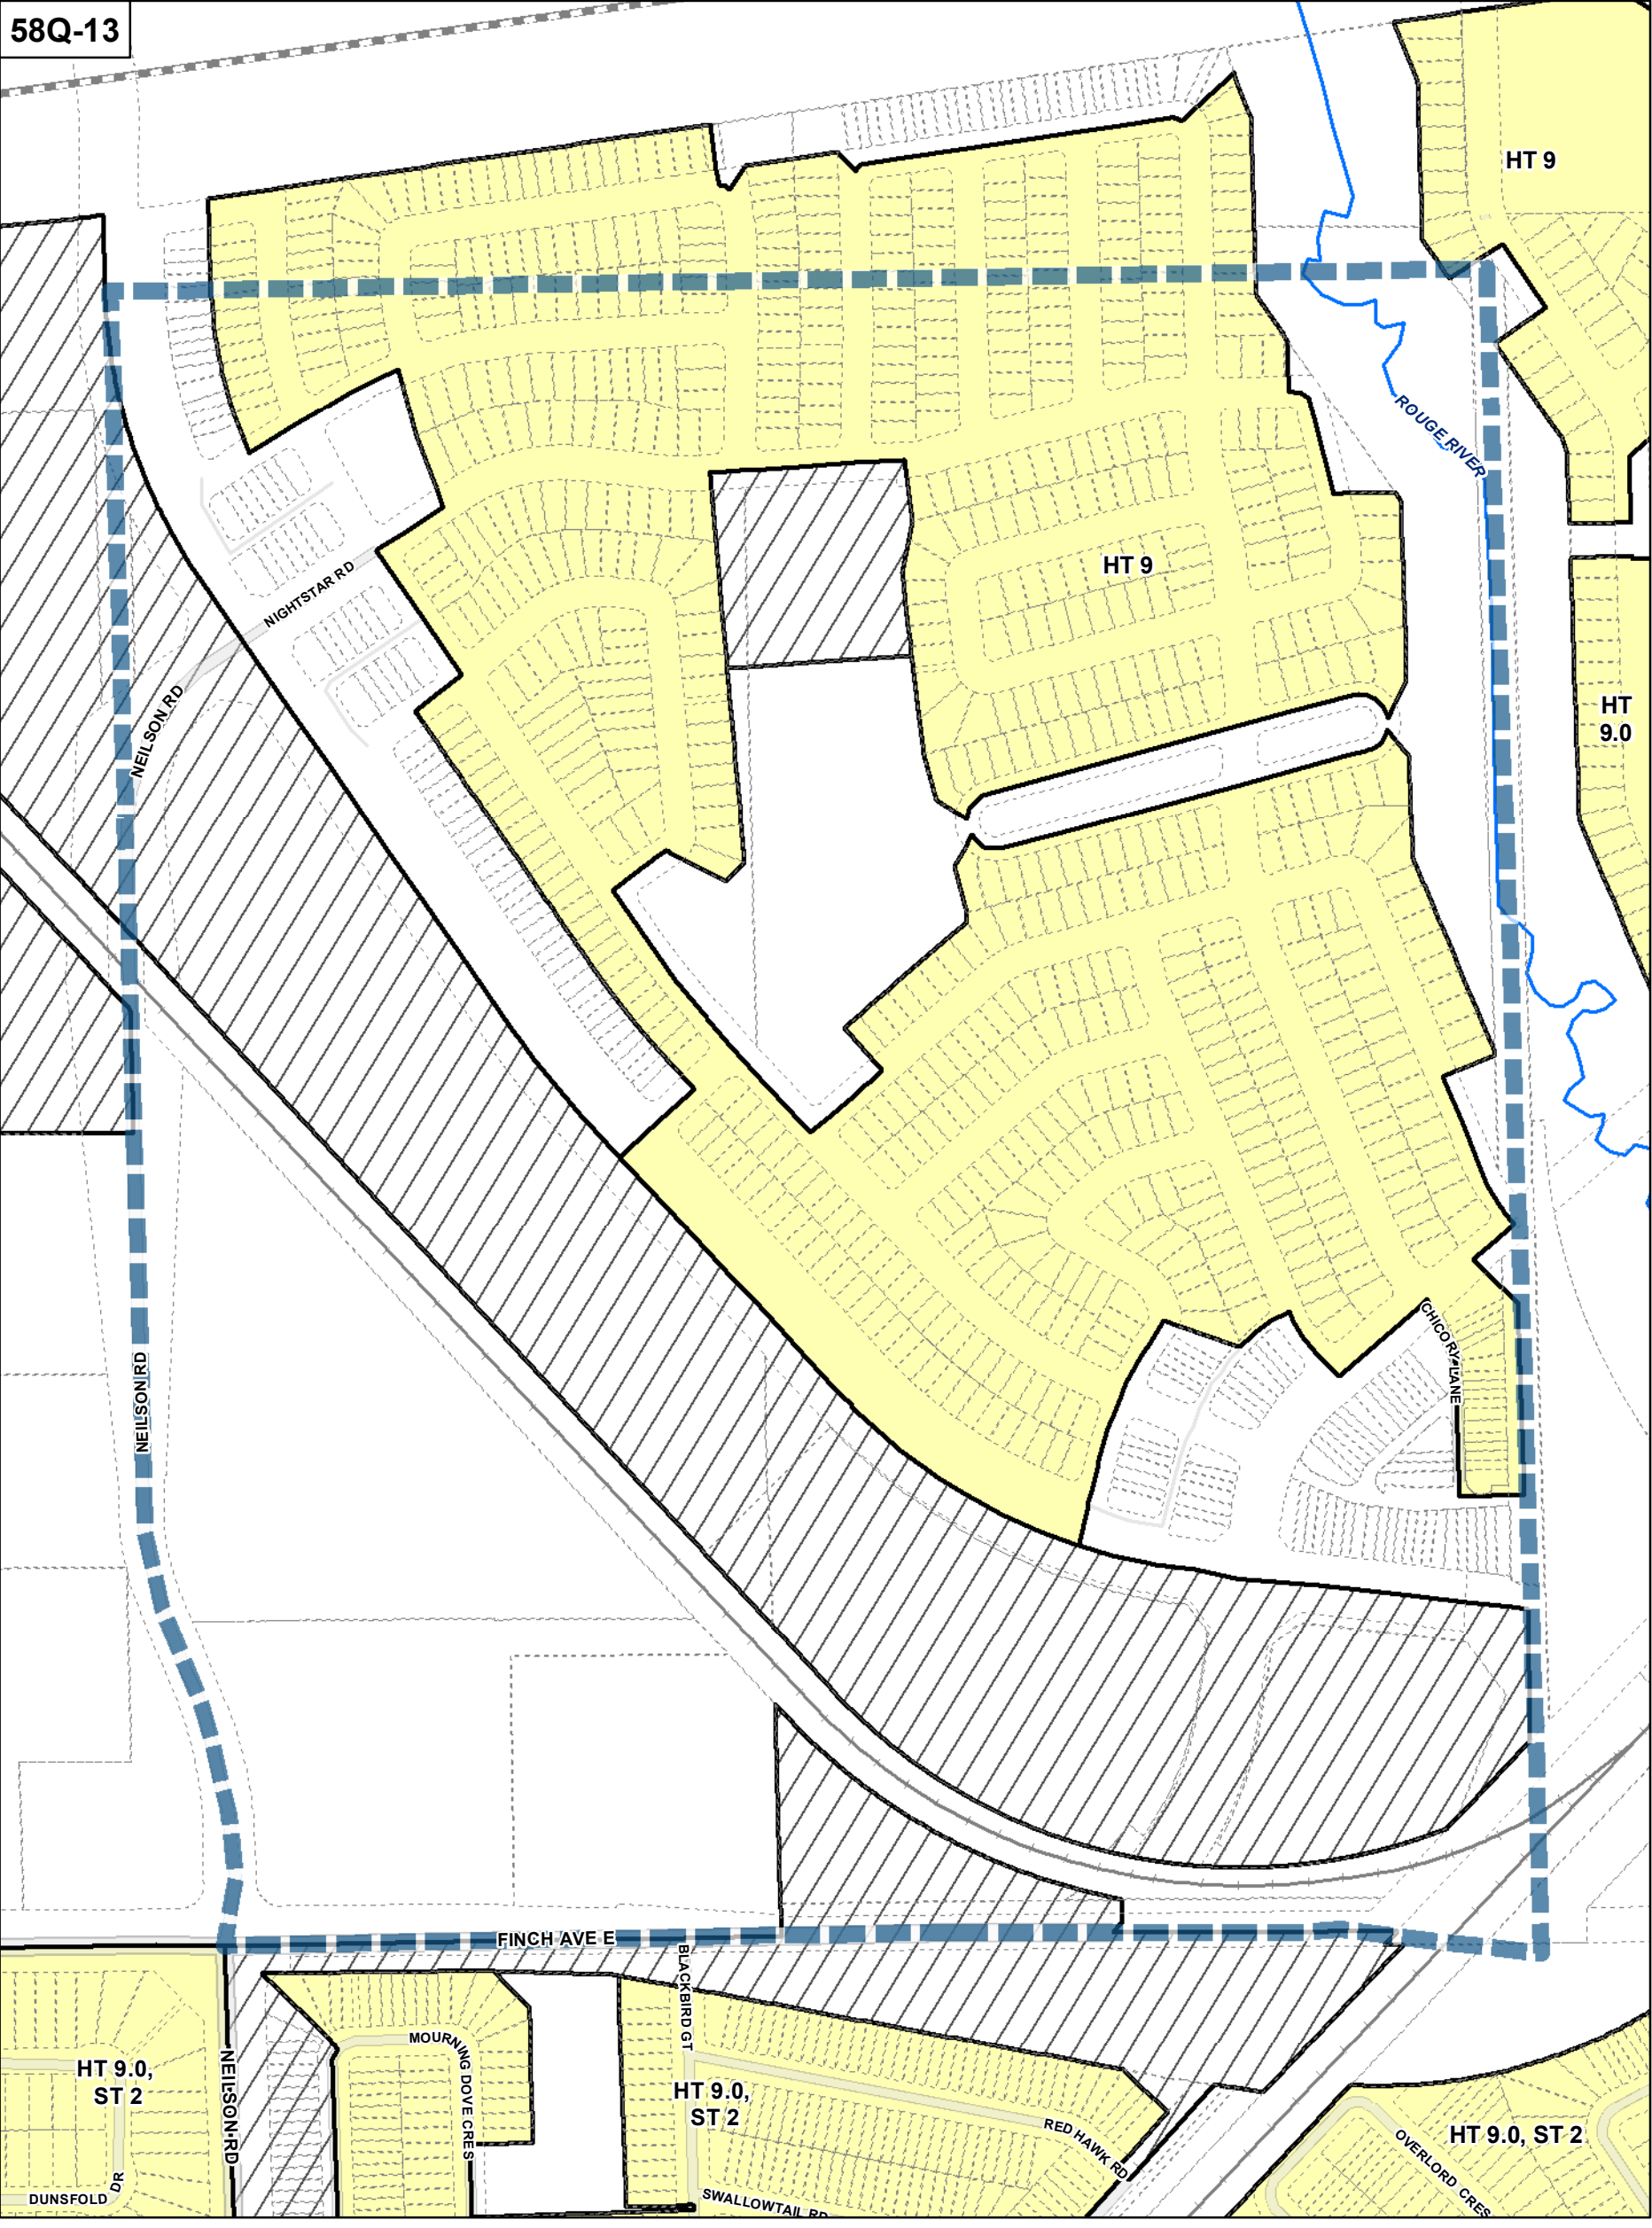 58Q-13
HT 9
ROUGE RIVER
HT 9
NIGHTSTAR RD
NEILSON RD
HT
9.0
CHICORY LANE
NEILSON RD
FINCH AVE E
BLACKBIRD GT
MOURNING DOVE CRES
NEILSON RD
HT 9.0,
ST 2
HT 9.0,
ST 2
RED HAWK RD
HT 9.0, ST 2
OVERLORD CRES
DUNSFOLD DR
SWALLOWTAIL RD